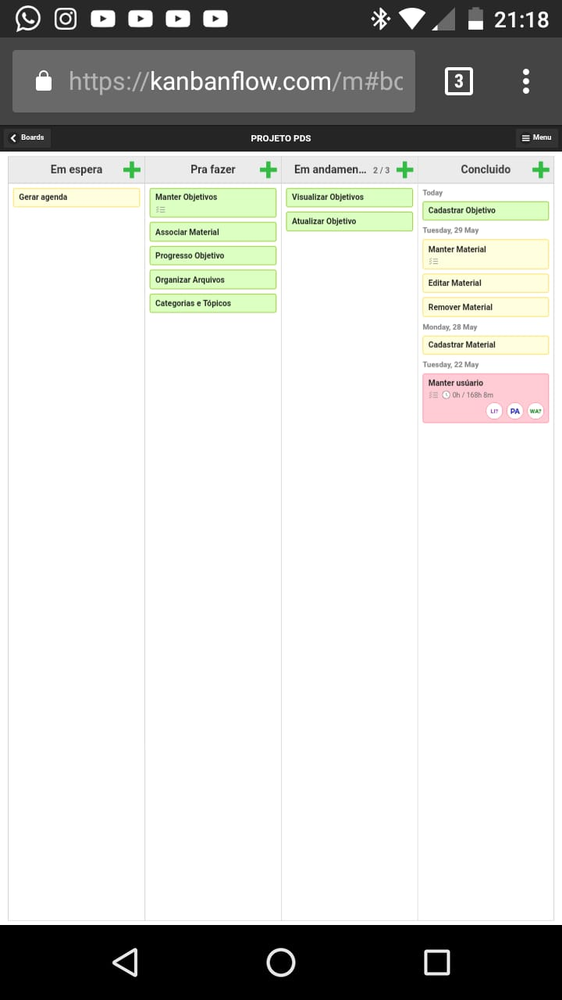 21:18
https://kanbanflow.com/m#bo
3
Boards
PROJETO PDS
Menu
Em espera
Gerar agenda
Pra fazer
Manter Objetivos
Associar Material
Progresso Objetivo
Organizar Arquivos
Categorias e Tópicos
Em andamen... 2 / 3
Visualizar Objetivos
Atualizar Objetivo
Concluido
Today
Cadastrar Objetivo
Tuesday, 29 May
Manter Material
Editar Material
Remover Material
Monday, 28 May
Cadastrar Material
Tuesday, 22 May
Manter usúario
0h / 168h 8m
LI? PA WA?